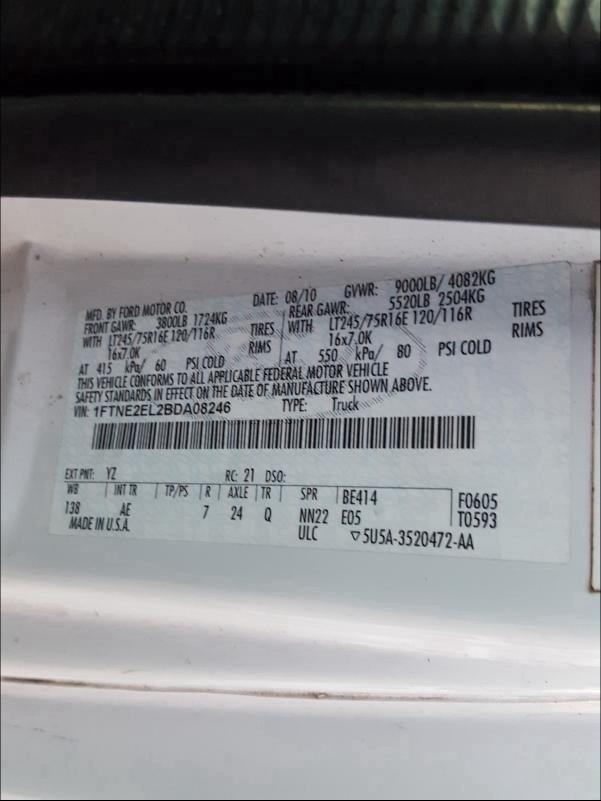 MFD. BY FORD MOTOR CO. DATE: 08/10 GVWR: 9000LB/ 4082KG
FRONT GAWR: 3800LB 1724KG REAR GAWR: 5520LB 2504KG
WITH LT245/75R16E 120/116R TIRES WITH LT245/75R16E 120/116R TIRES
16x7.0K RIMS 16x7.0K RIMS
AT 415 kPa/ 60 PSI COLD AT 550 kPa/ 80 PSI COLD
THIS VEHICLE CONFORMS TO ALL APPLICABLE FEDERAL MOTOR VEHICLE
SAFETY STANDARDS IN EFFECT ON THE DATE OF MANUFACTURE SHOWN ABOVE.
VIN: 1FTNE2EL2BDA08246 TYPE: Truck
EXT PNT: YZ RC: 21 DSO:
WB INT TR TP/PS R AXLE TR SPR BE414 F0605
138 AE 7 24 Q NN22 E05 T0593
MADE IN U.S.A. ULC ▽5U5A-3520472-AA